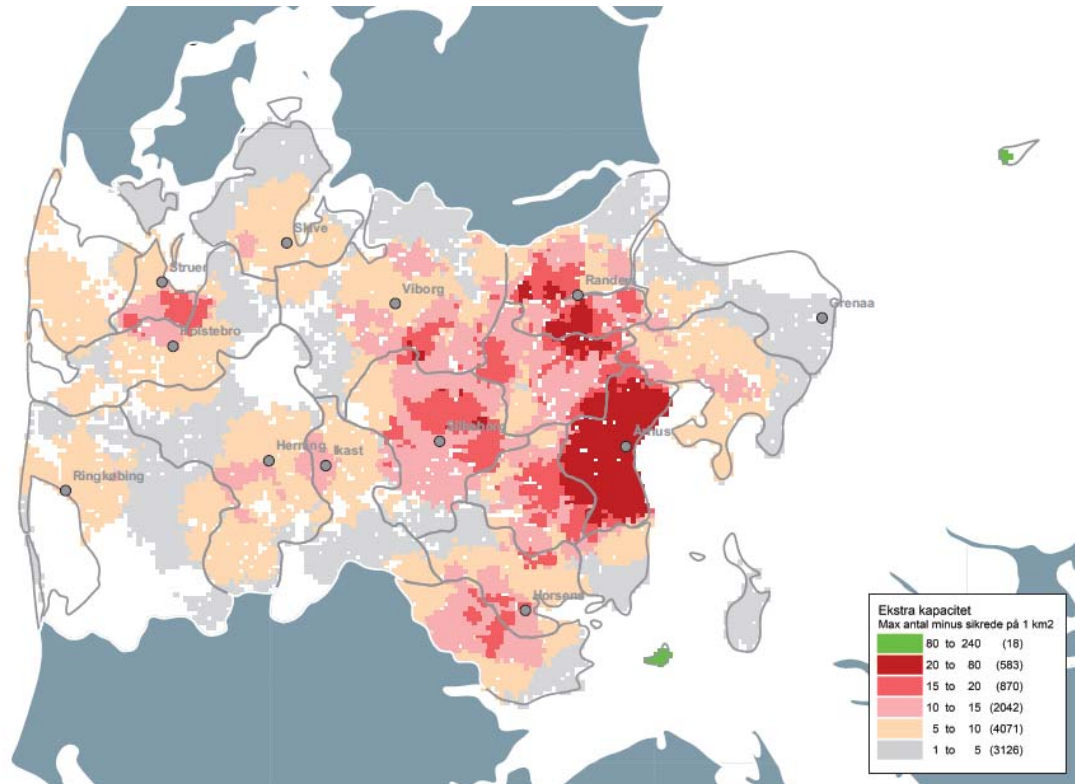 Skive
Struer
Randers
Viborg
Grenaa
Holstebro
Silkeborg
Århus
Herning
Ikast
Ringkøbing
Horsens
Ekstra kapacitet
Max antal minus sikrede på 1 km2
80 to 240 (18)
20 to 80 (583)
15 to 20 (870)
10 to 15 (2042)
5 to 10 (4071)
1 to 5 (3126)